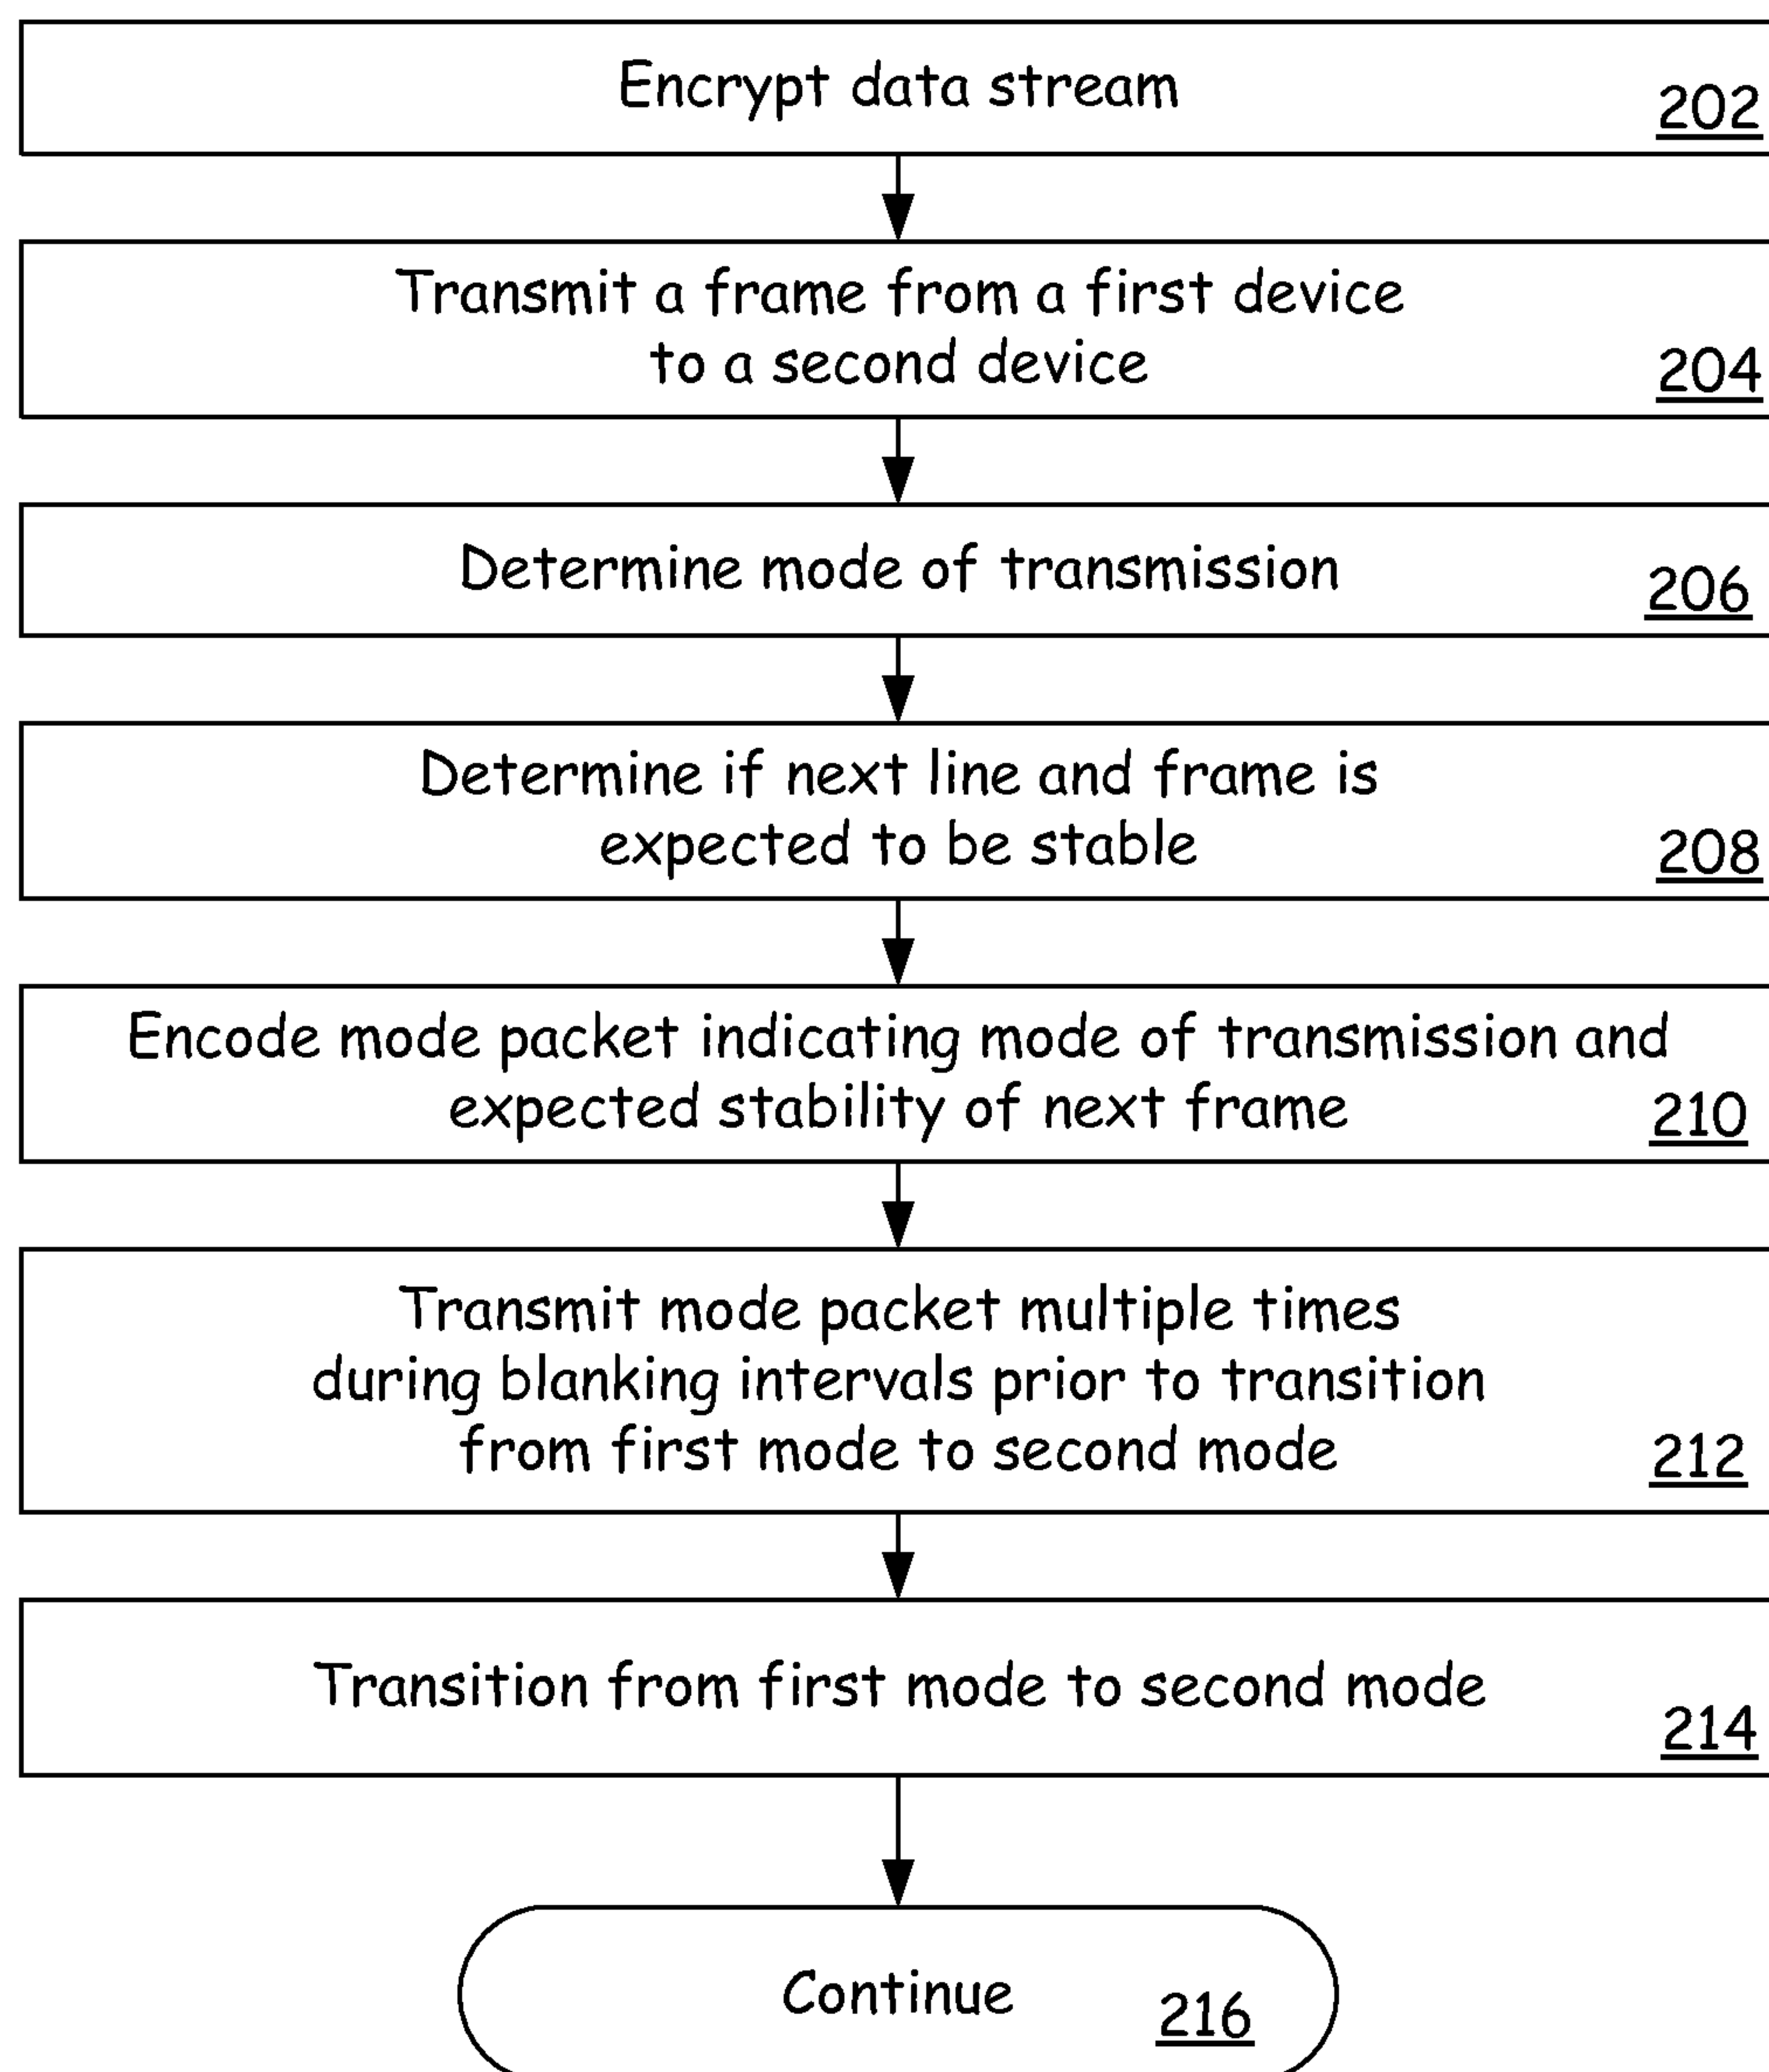 Encrypt data stream
202
Transmit a frame from a first device
to a second device
204
Determine mode of transmission
206
Determine if next line and frame is
expected to be stable
208
Encode mode packet indicating mode of transmission and
expected stability of next frame
210
Transmit mode packet multiple times
during blanking intervals prior to transition
from first mode to second mode
212
Transition from first mode to second mode
214
Continue
216